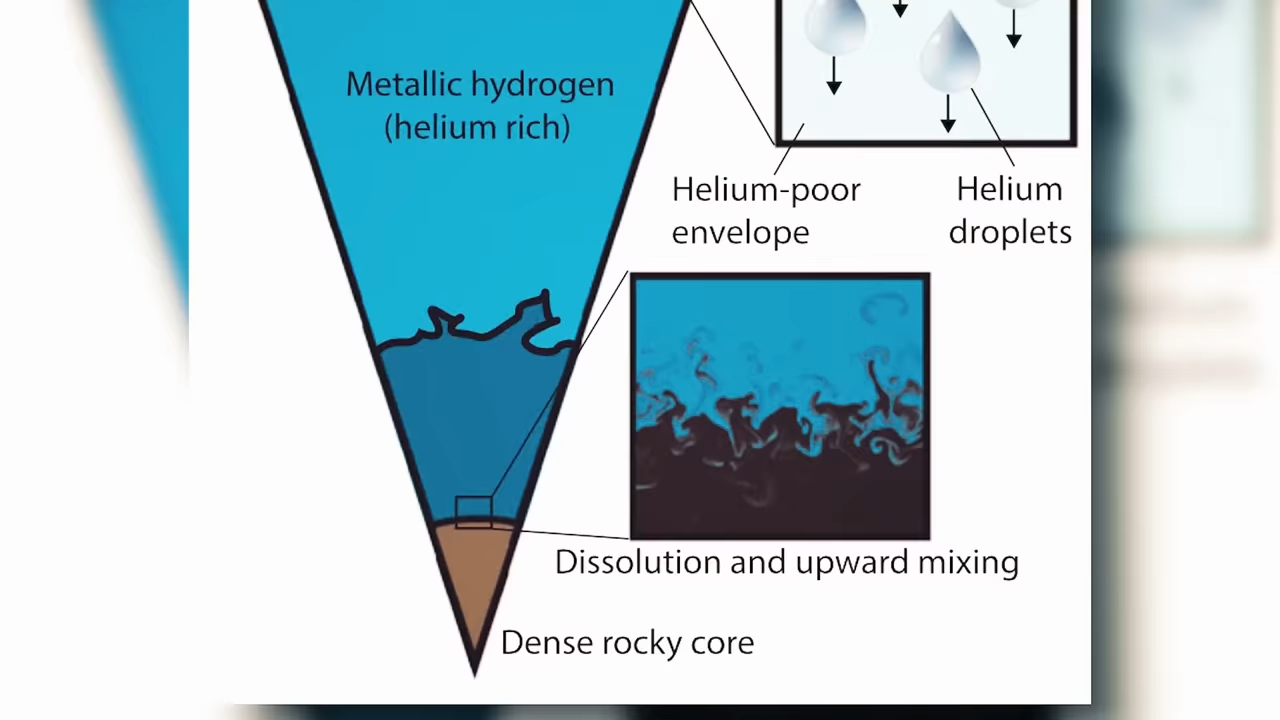 Metallic hydrogen
(helium rich)
Helium-poor
envelope
Helium
droplets
Dissolution and upward mixing
Dense rocky core